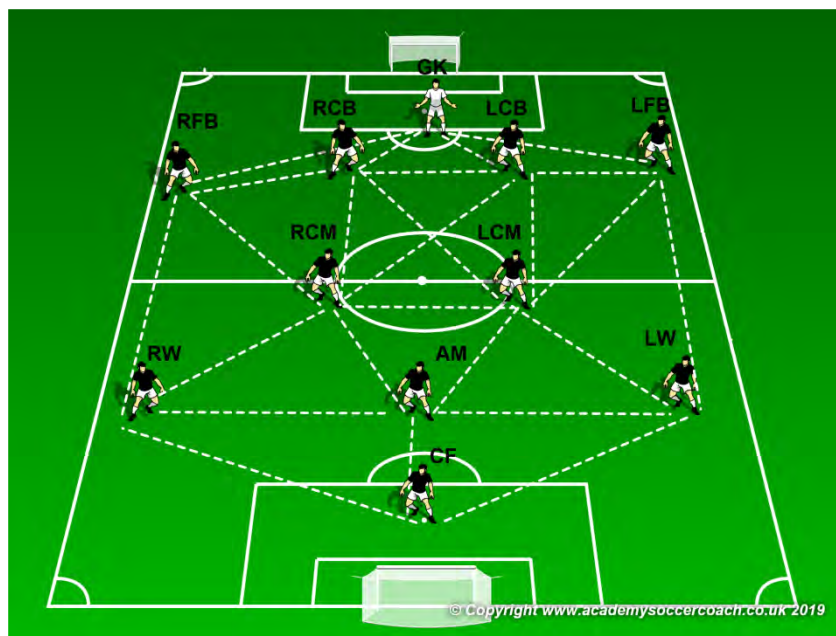 GK
RCB
LCB
LFB
RFB
RCM
LCM
RW
AM
LW
CF
© Copyright www.academysoccercoach.co.uk 2019